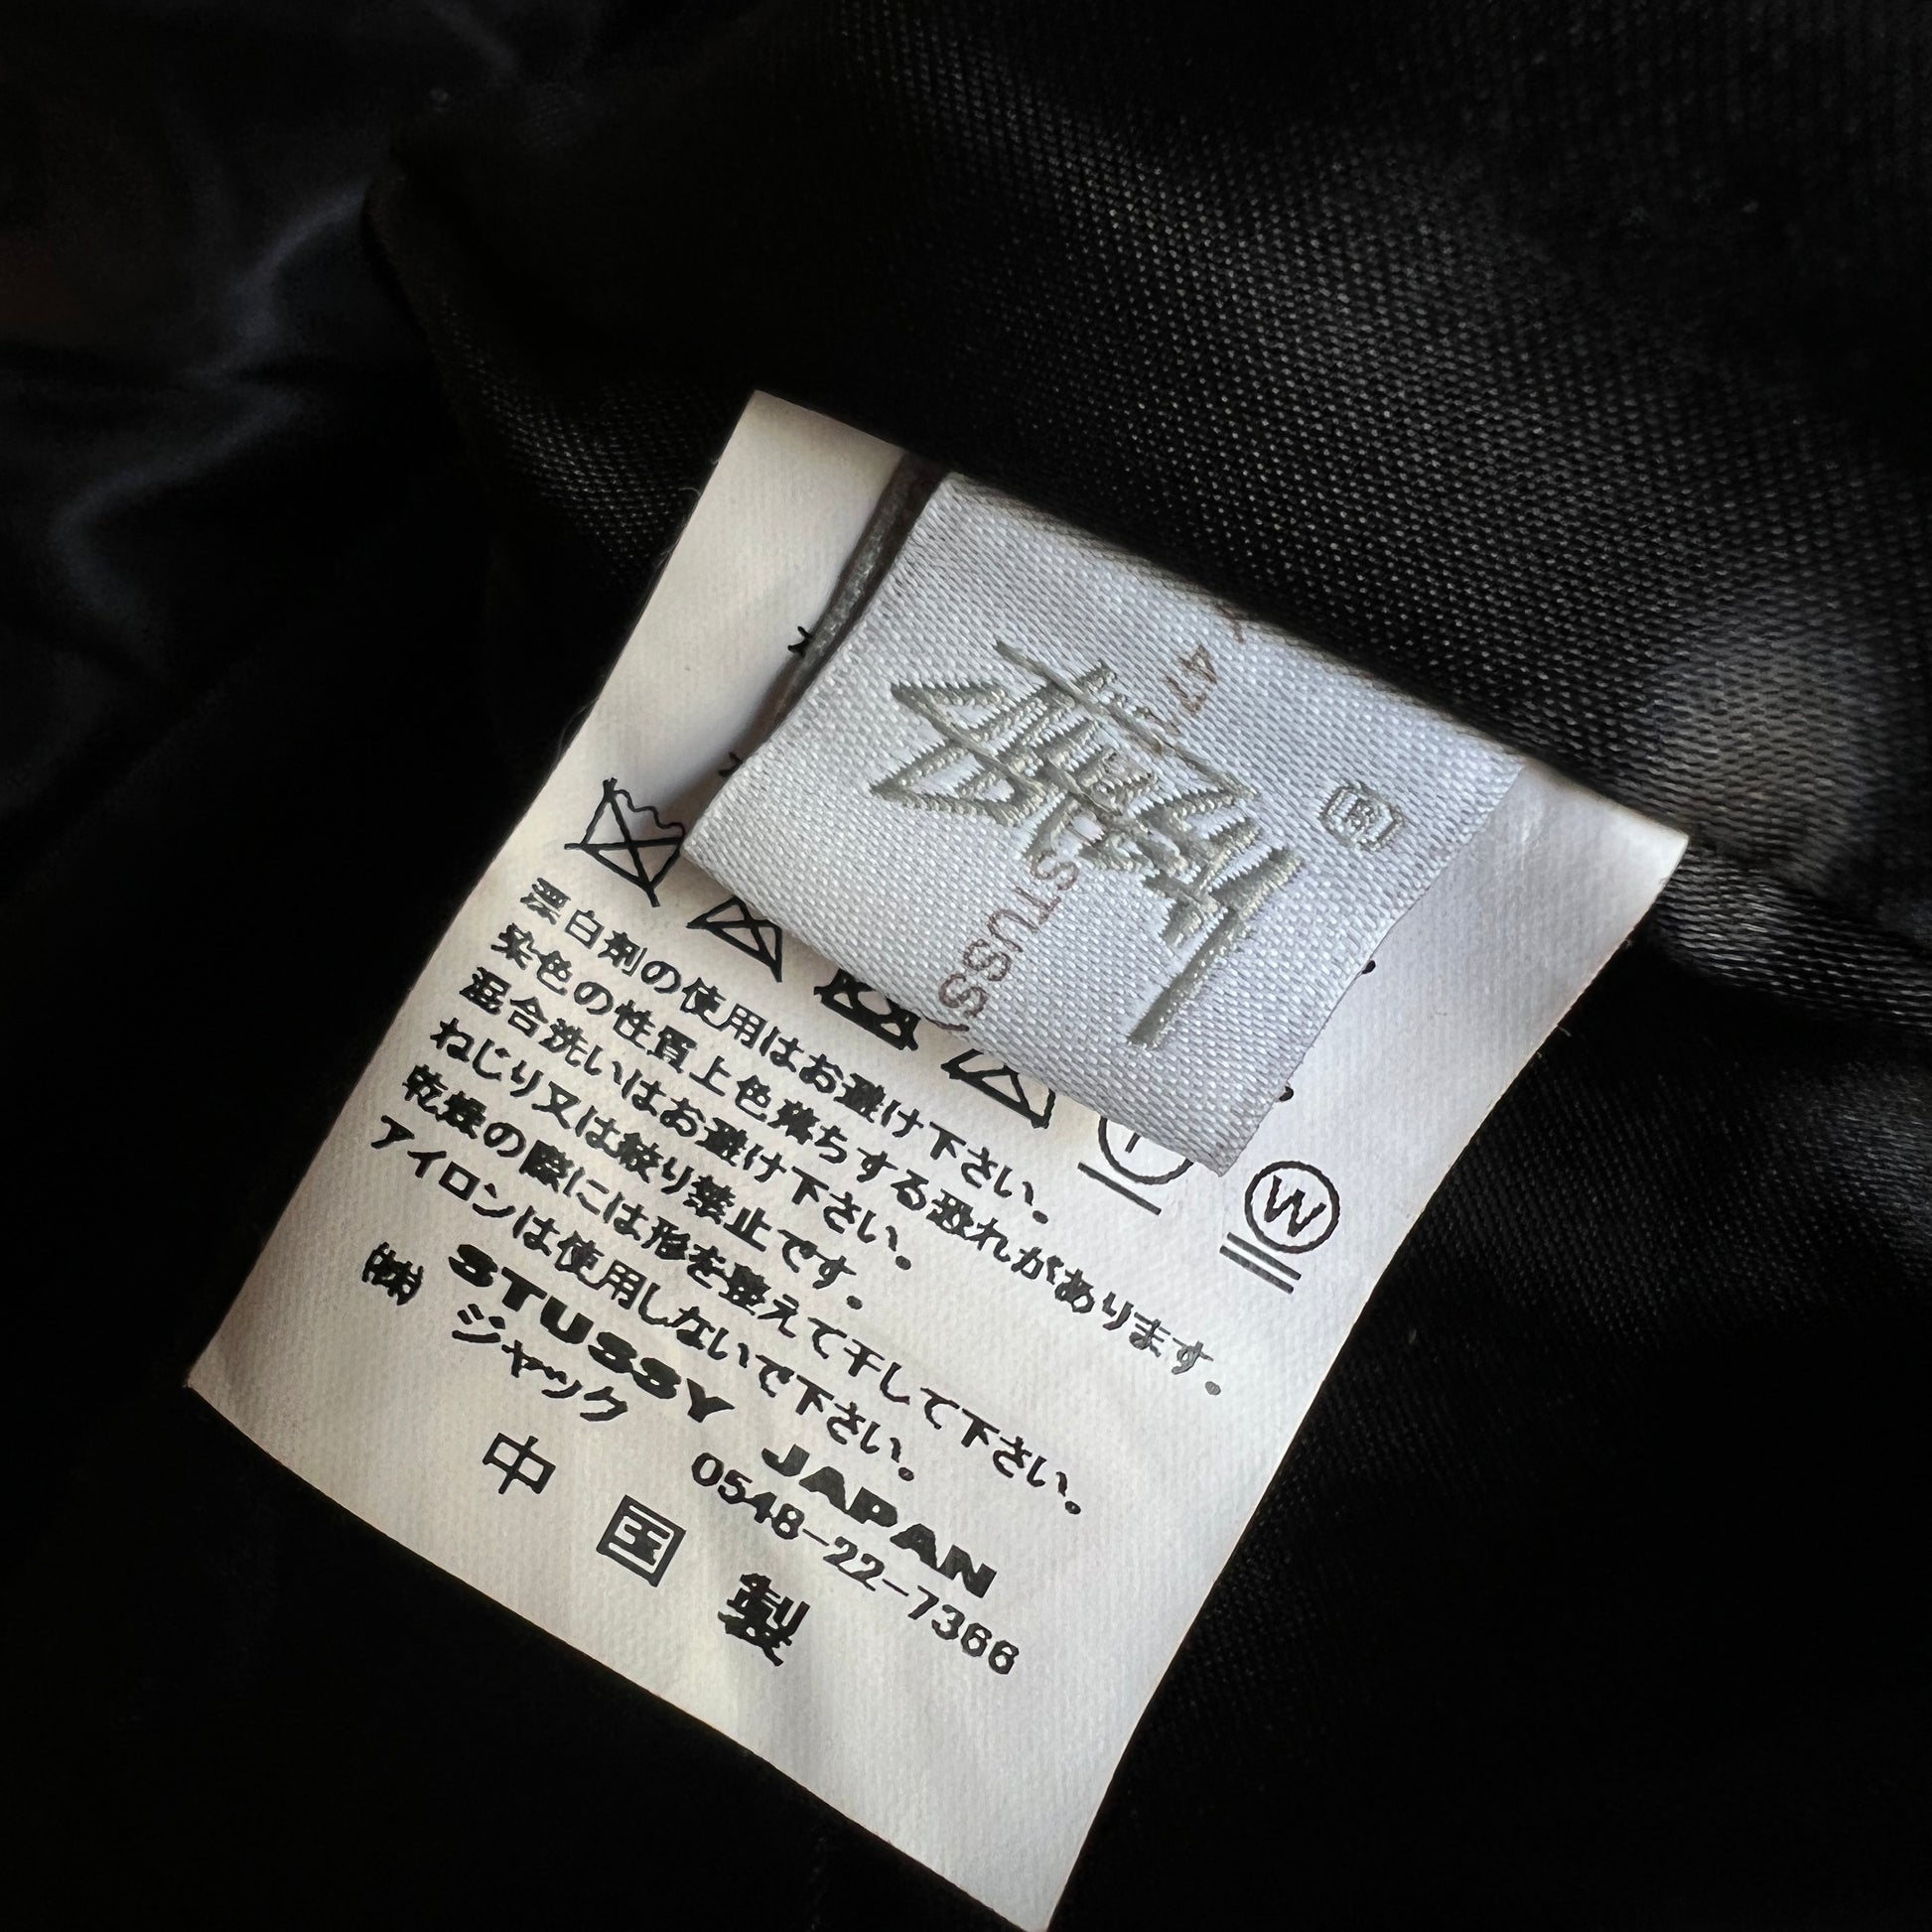 Stüssy
®
STUSSY
W
漂白剤の使用はお避け下さい。
染色の性質上色落ちする恐れがあります。
混合洗いはお避け下さい。
ねじり又は絞り禁止です。
乾燥の際には形を整えて干して下さい。
アイロンは使用しないで下さい。
STUSSY JAPAN
㈱ ジャック 0548-22-7366
中国製